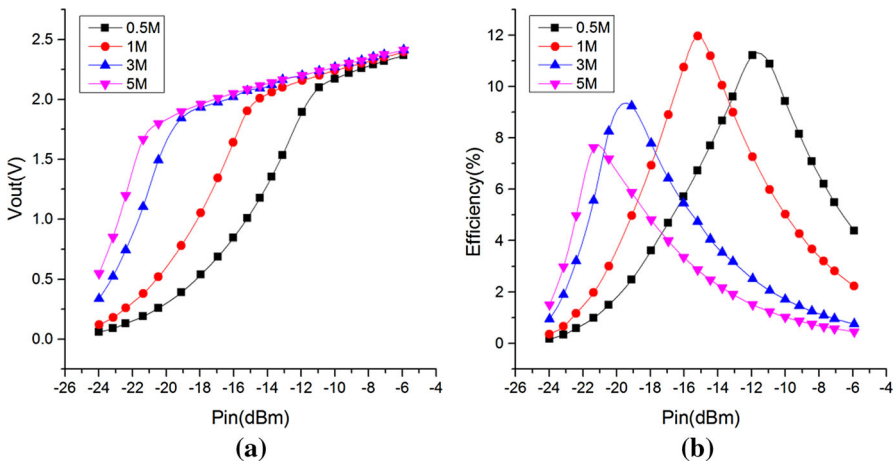 0.5M
1M
3M
5M
2.5
2.0
1.5
1.0
0.5
0.0
Vout(V)
-26 -24 -22 -20 -18 -16 -14 -12 -10 -8 -6 -4
Pin(dBm)
(a)
0.5M
1M
3M
5M
12
10
8
6
4
2
0
Efficiency(%)
-26 -24 -22 -20 -18 -16 -14 -12 -10 -8 -6 -4
Pin(dBm)
(b)